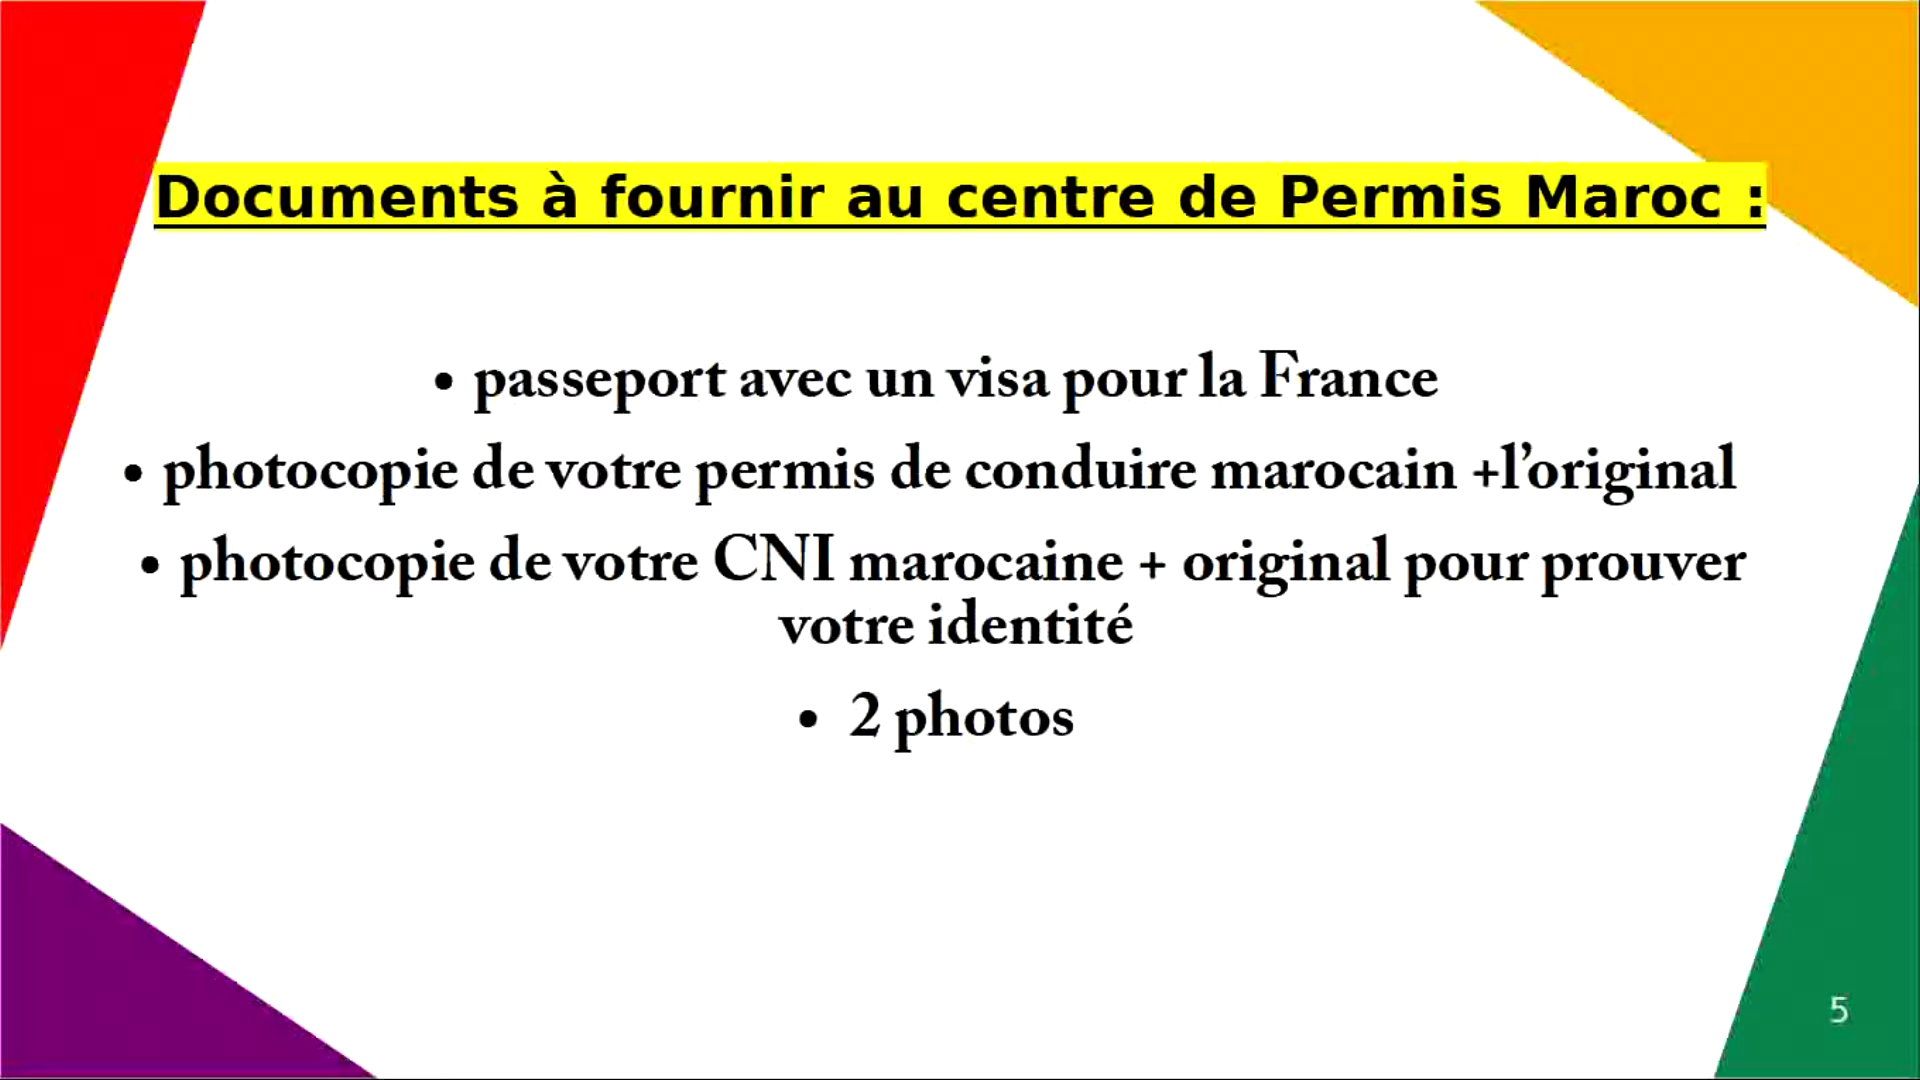 Documents à fournir au centre de Permis Maroc :
• passeport avec un visa pour la France
• photocopie de votre permis de conduire marocain +l’original
• photocopie de votre CNI marocaine + original pour prouver
votre identité
• 2 photos
5